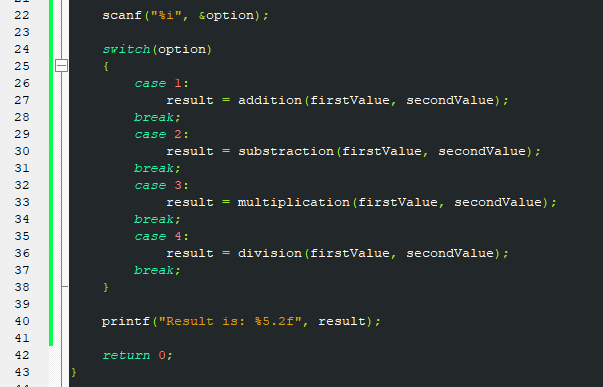 22 scanf("%i", &option);
23
24 switch(option)
25 {
26 case 1:
27 result = addition(firstValue, secondValue);
28 break;
29 case 2:
30 result = substraction(firstValue, secondValue);
31 break;
32 case 3:
33 result = multiplication(firstValue, secondValue);
34 break;
35 case 4:
36 result = division(firstValue, secondValue);
37 break;
38 }
39
40 printf("Result is: %5.2f", result);
41
42 return 0;
43 }